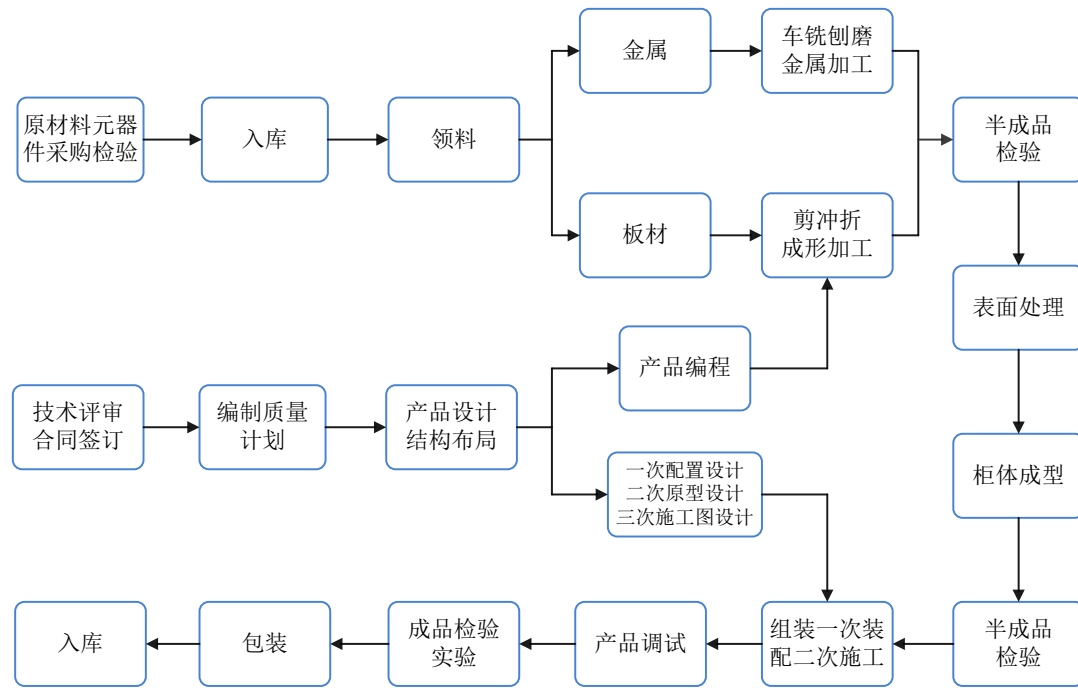 金属
车铣刨磨
金属加工
原材料元器
件采购检验
入库
领料
半成品
检验
板材
剪冲折
成形加工
表面处理
产品编程
技术评审
合同签订
编制质量
计划
产品设计
结构布局
一次配置设计
二次原型设计
三次施工图设计
柜体成型
入库
包装
成品检验
实验
产品调试
组装一次装
配二次施工
半成品
检验